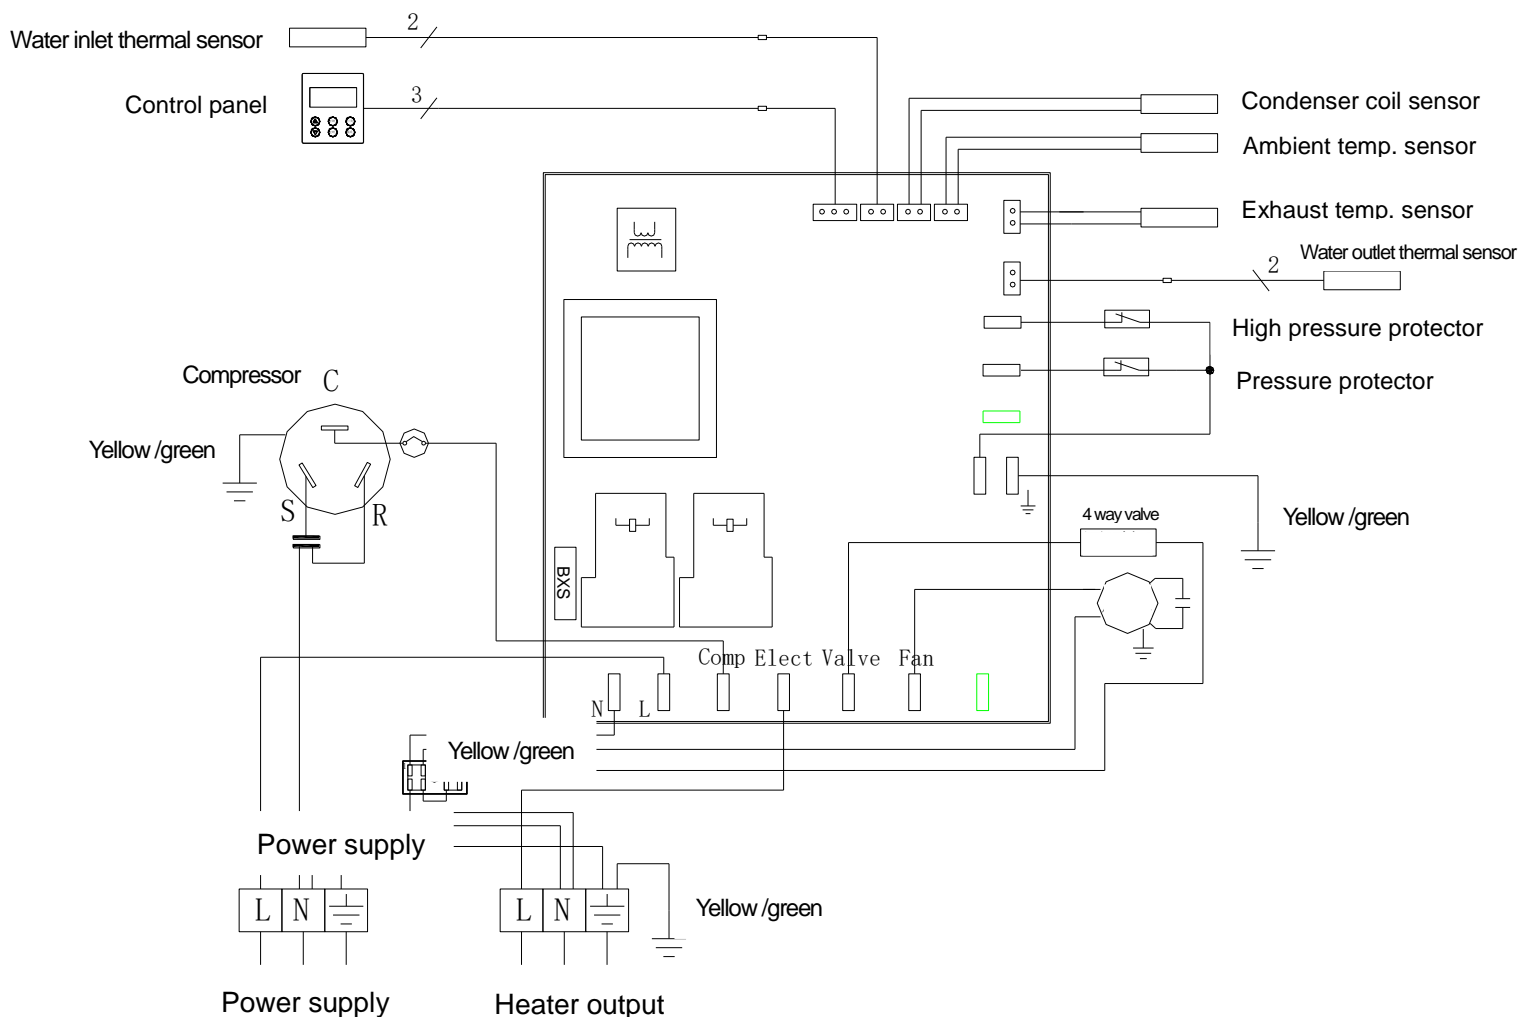 Water inlet thermal sensor
2
Control panel
3
Condenser coil sensor
Ambient temp. sensor
Exhaust temp. sensor
Water outlet thermal sensor
2
High pressure protector
Pressure protector
Compressor
C
Yellow /green
S
R
4 way valve
Yellow /green
BXS
Comp
Elect
Valve
Fan
N
L
Yellow /green
Power supply
L
N
L
N
Yellow /green
Power supply
Heater output